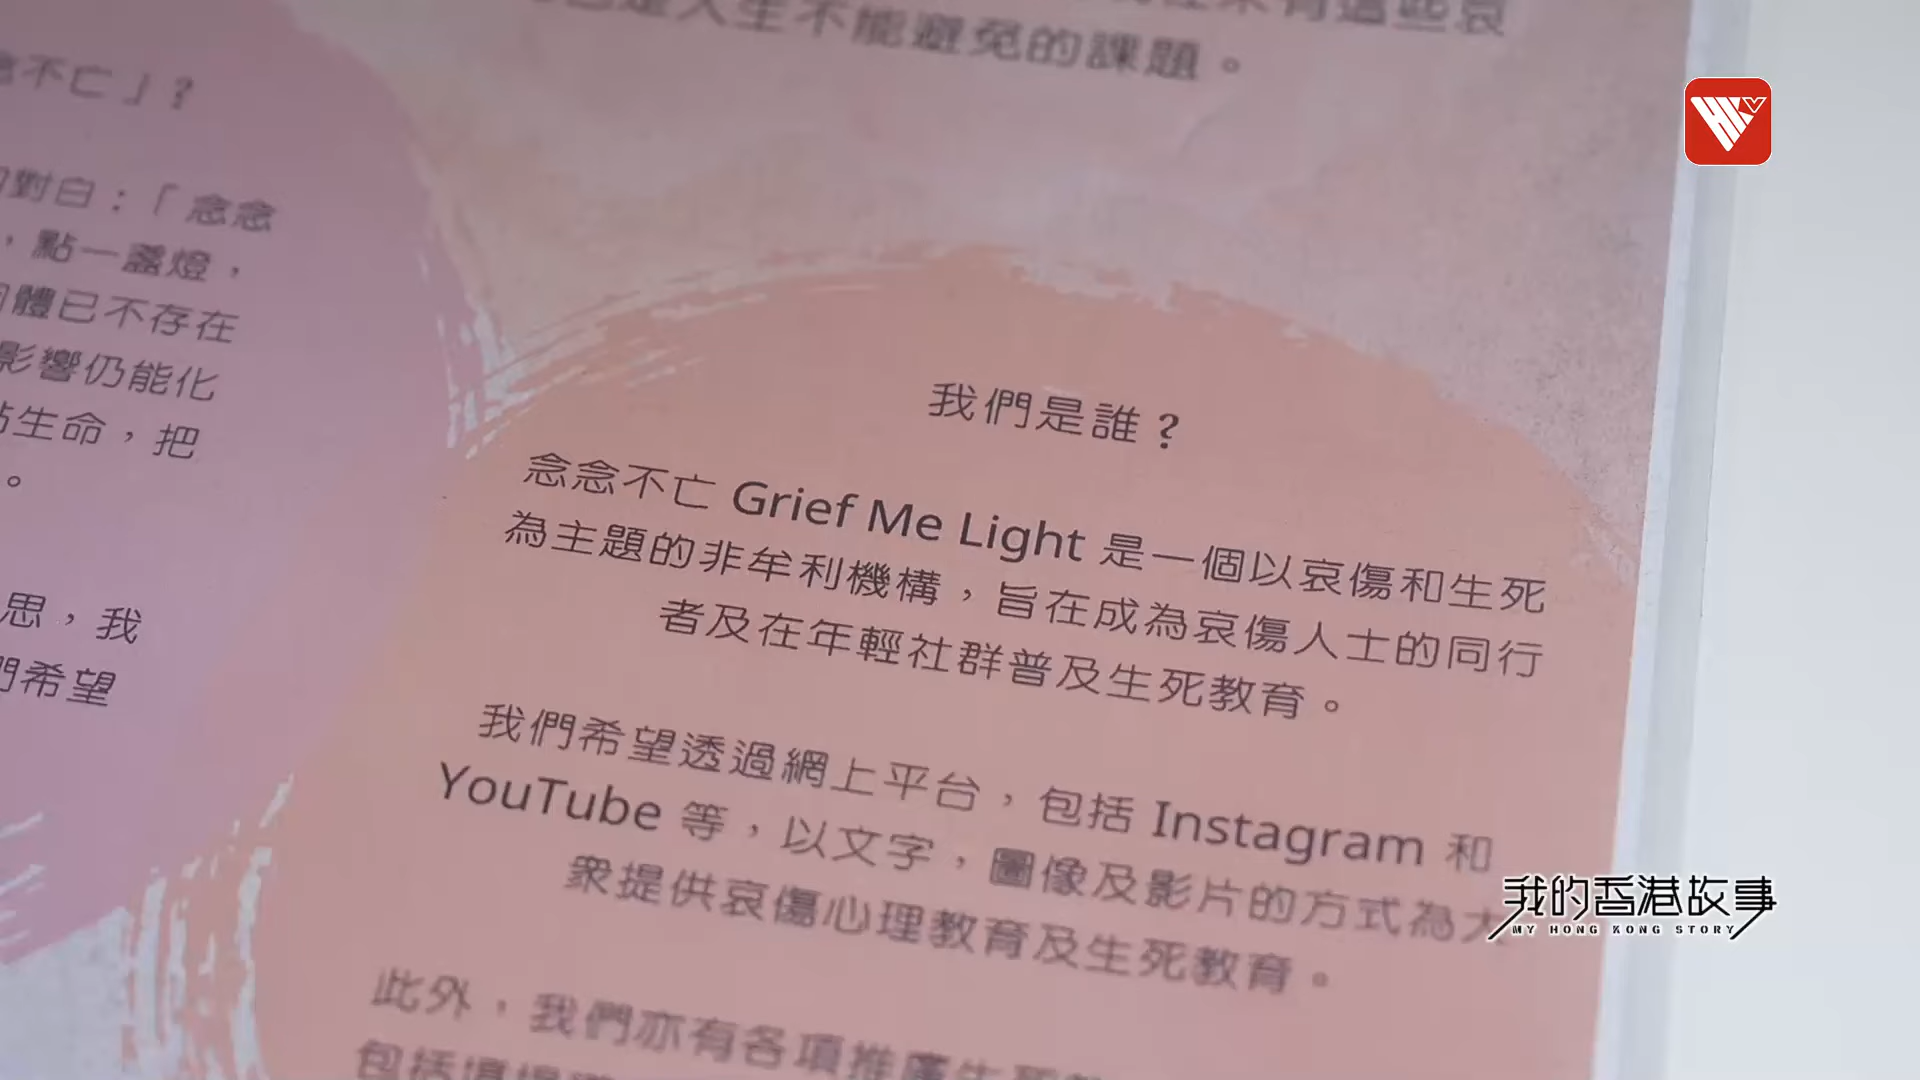 是人生不能避免的課題。
念不亡」？
對白：「念念
，點一盞燈，
體已不存在
影響仍能化
生命，把
。
思，我
們希望
我們是誰？
念念不亡 Grief Me Light 是一個以哀傷和生死
為主題的非牟利機構，旨在成為哀傷人士的同行
者及在年輕社群普及生死教育。
我們希望透過網上平台，包括 Instagram 和
YouTube 等，以文字，圖像及影片的方式為大
眾提供哀傷心理教育及生死教育。
此外，我們亦有各項推廣生死
包括
我的香港故事
MY HONG KONG STORY